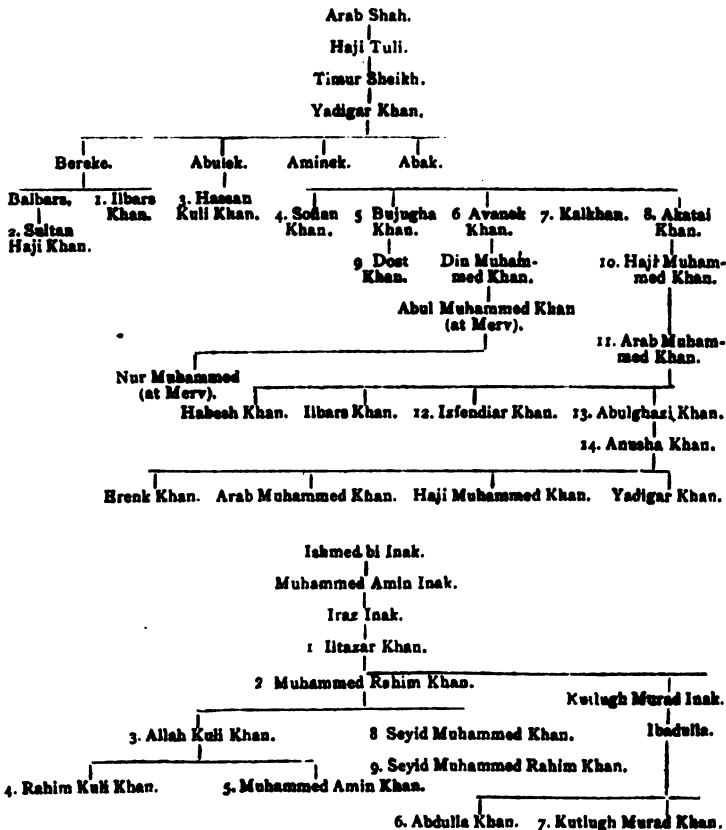 Arab Shah.
Haji Tuli.
Timur Sheikh.
Yadigar Khan.
Bereke. Abulek. Aminek. Abak.
Balbars. 1. Ilbars 3. Hassan
Khan. Kuli Khan. 4. Sofian 5 Bujugha 6 Avanek 7. Kalkhan. 8. Akatai
2. Sultan Khan. Khan. Khan. Khan.
Haji Khan.
9 Dost Din Muham- 10. Haji Muham-
Khan. med Khan. med Khan.
Abul Muhammed Khan
(at Merv).
11. Arab Muham-
med Khan.
Nur Muhammed
(at Merv).
Habesh Khan. Ilbars Khan. 12. Isfendiar Khan. 13. Abulghazi Khan.
14. Anusha Khan.
Erenk Khan. Arab Muhammed Khan. Haji Muhammed Khan. Yadigar Khan.
Ishmed bi Inak.
Muhammed Amin Inak.
Iraz Inak.
1 Iltazar Khan.
2 Muhammed Rahim Khan.
Kutlugh Murad Inak.
3. Allah Kuli Khan. 8 Seyid Muhammed Khan. Ibadulla.
9. Seyid Muhammed Rahim Khan.
4. Rahim Kuli Khan. 5. Muhammed Amin Khan.
6. Abdulla Khan. 7. Kutlugh Murad Khan.